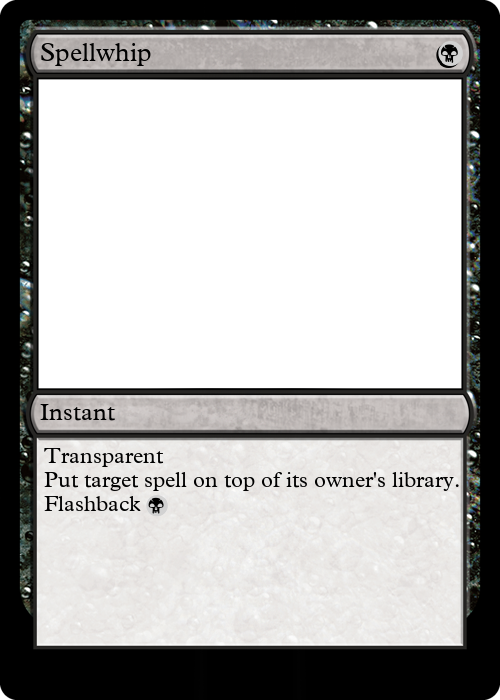 Spellwhip
Instant
Transparent
Put target spell on top of its owner's library.
Flashback